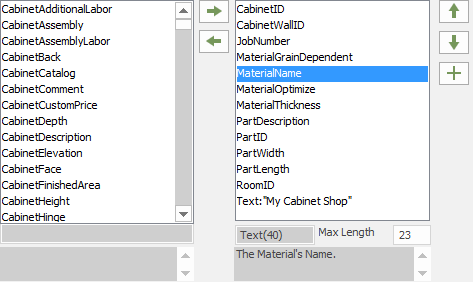 CabinetAdditionalLabor
CabinetAssembly
CabinetAssemblyLabor
CabinetBack
CabinetCatalog
CabinetComment
CabinetCustomPrice
CabinetDepth
CabinetDescription
CabinetElevation
CabinetFace
CabinetFinishedArea
CabinetHeight
CabinetHinge
CabinetID
CabinetWallID
JobNumber
MaterialGrainDependent
MaterialName
MaterialOptimize
MaterialThickness
PartDescription
PartID
PartWidth
PartLength
RoomID
Text:"My Cabinet Shop"
Text(40) Max Length 23
The Material's Name.